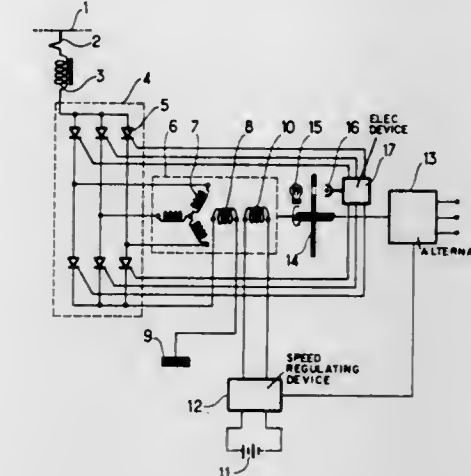 1
2
3
4
5
6
7
8
10
15
16
ELEC
DEVICE
17
13
14
ALTERNA
9
SPEED
REGULATING
DEVICE
12
11